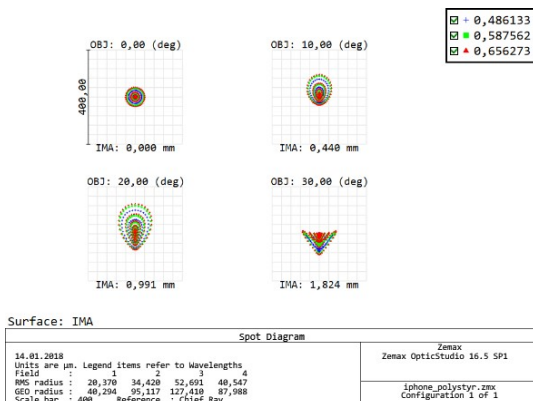 + 0,486133
0,587562
0,656273
OBJ: 0,00 (deg)
OBJ: 10,00 (deg)
400,00
IMA: 0,000 mm
IMA: 0,440 mm
OBJ: 20,00 (deg)
OBJ: 30,00 (deg)
IMA: 0,991 mm
IMA: 1,824 mm
Surface: IMA
Spot Diagram
14.01.2018
Units are µm. Legend items refer to Wavelengths
Field : 1 2 3 4
RMS radius : 20,370 34,420 52,691 40,547
GEO radius : 40,294 95,117 127,410 87,988
Scale bar : 400 Reference : Chief Ray
Zemax
Zemax OpticStudio 16.5 SP1
iphone_polystyr.zmx
Configuration 1 of 1